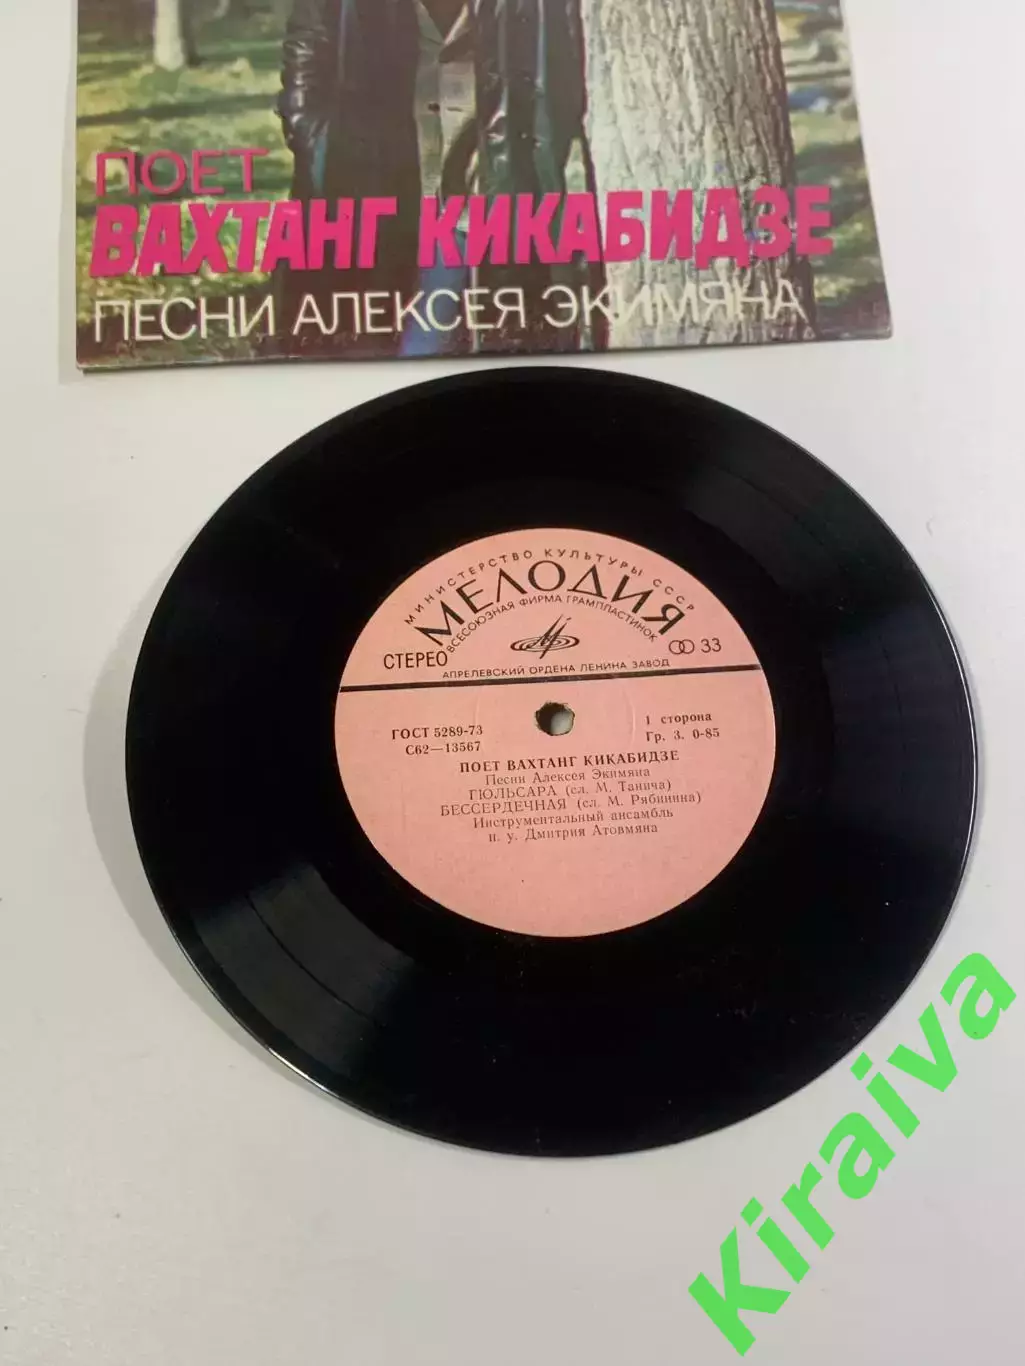 ПОЕТ
ВАХТАНГ КИКАБИДЗЕ
ПЕСНИ АЛЕКСЕЯ ЭКИМЯНА
МИНИСТЕРСТВО КУЛЬТУРЫ СССР
МЕЛОДИЯ
ВСЕСОЮЗНАЯ ФИРМА ГРАМПЛАСТИНОК
СТЕРЕО
33
АПРЕЛЕВСКИЙ ОРДЕНА ЛЕНИНА ЗАВОД
ГОСТ 5289-73
1 сторона
С62—13567
Гр. 3. 0-85
ПОЕТ ВАХТАНГ КИКАБИДЗЕ
Песни Алексея Экимяна
ГЮЛЬСАРА (сл. М. Танича)
БЕССЕРДЕЧНАЯ (сл. М. Рябинина)
Инструментальный ансамбль
п. у. Дмитрия Атовмяна
Kiraiva